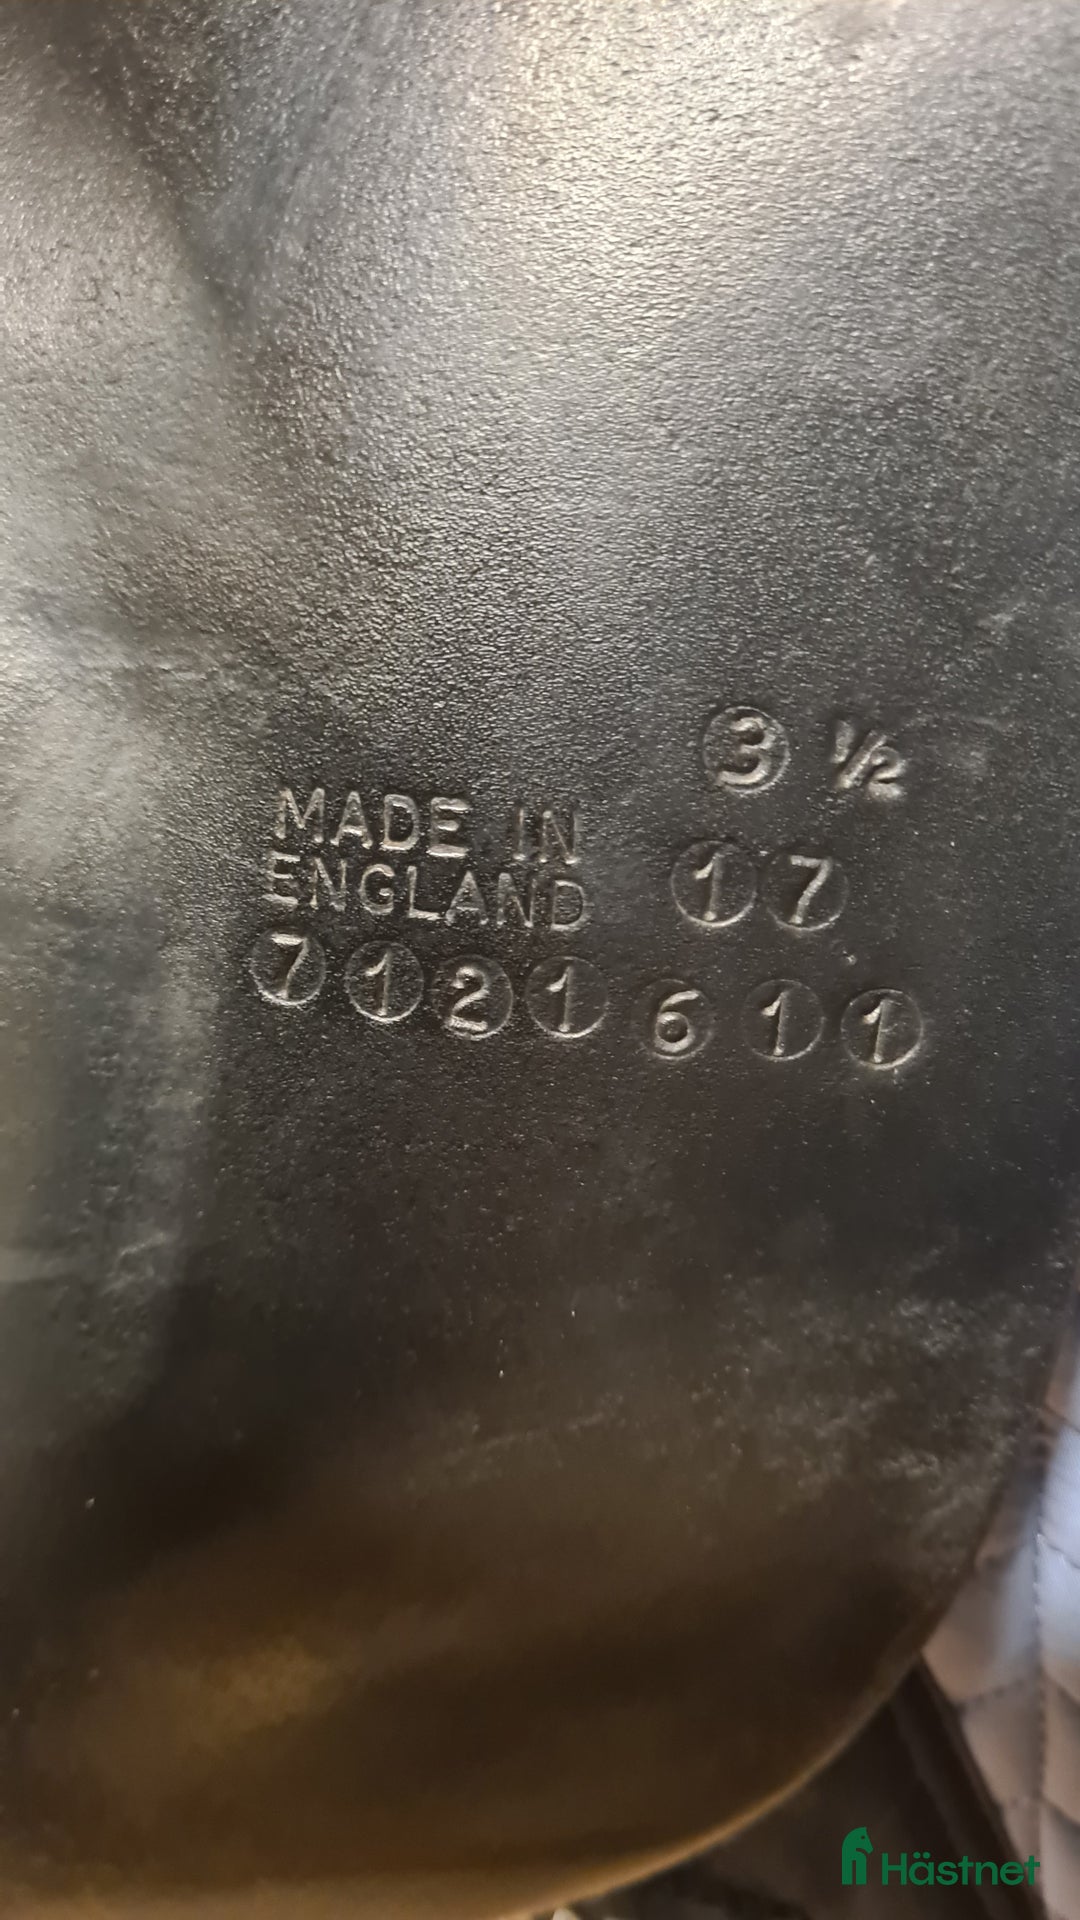 3 1/2
MADE IN
ENGLAND
17
7121611
Hästnet